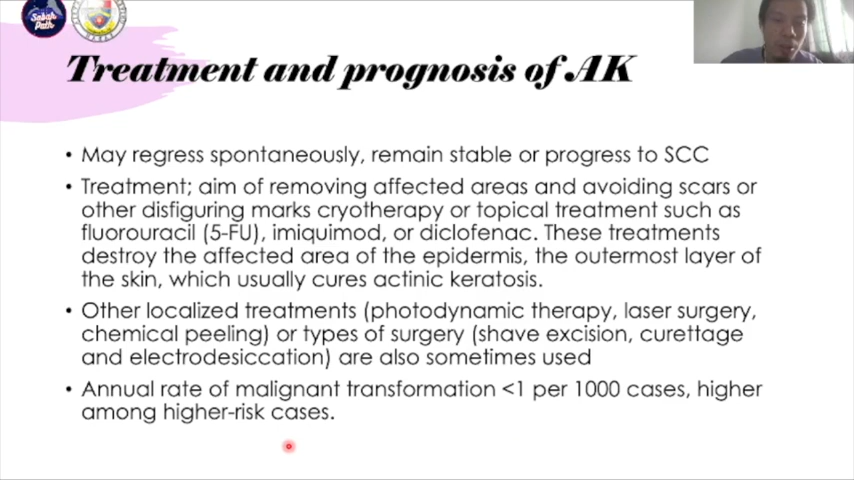 Sabah
Path
Treatment and prognosis of AK
• May regress spontaneously, remain stable or progress to SCC
• Treatment; aim of removing affected areas and avoiding scars or
other disfiguring marks cryotherapy or topical treatment such as
fluorouracil (5-FU), imiquimod, or diclofenac. These treatments
destroy the affected area of the epidermis, the outermost layer of
the skin, which usually cures actinic keratosis.
• Other localized treatments (photodynamic therapy, laser surgery,
chemical peeling) or types of surgery (shave excision, curettage
and electrodesiccation) are also sometimes used
• Annual rate of malignant transformation <1 per 1000 cases, higher
among higher-risk cases.